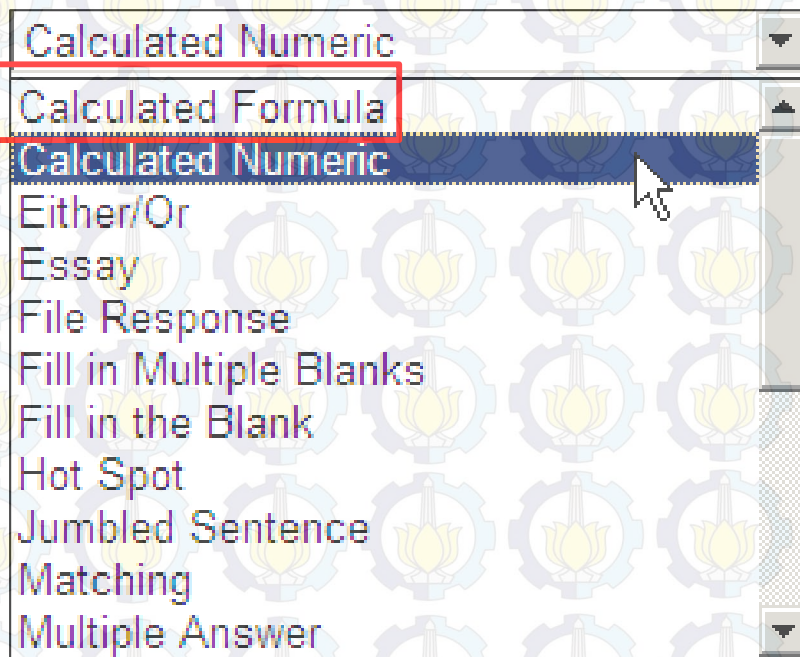 Calculated Numeric
Calculated Formula
Calculated Numeric
Either/Or
Essay
File Response
Fill in Multiple Blanks
Fill in the Blank
Hot Spot
Jumbled Sentence
Matching
Multiple Answer